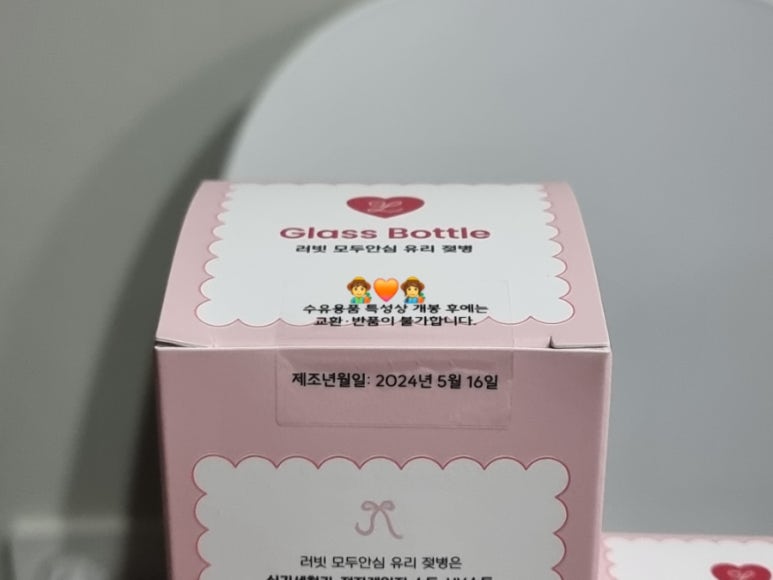 Glass Bottle
러빗 모두안심 유리 젖병
수유용품 특성상 개봉 후에는
교환·반품이 불가합니다.
제조년월일: 2024년 5월 16일
러빗 모두안심 유리 젖병은